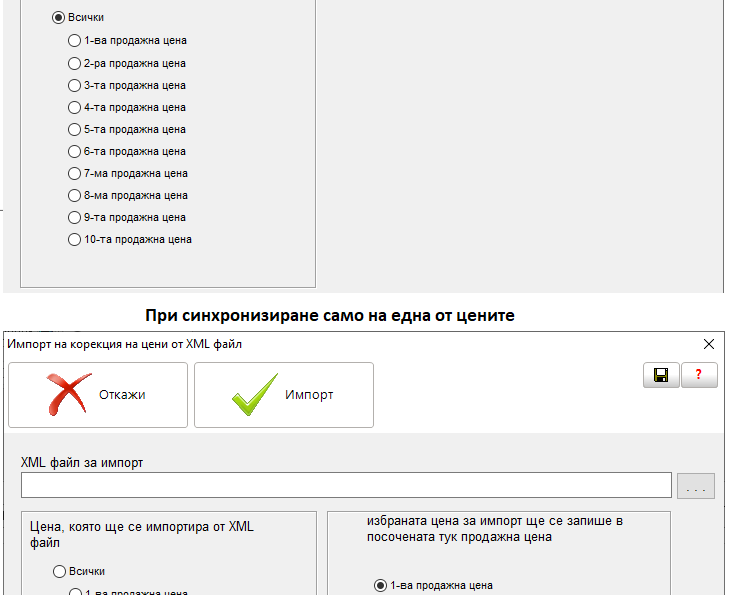 Всички
1-ва продажна цена
2-ра продажна цена
3-та продажна цена
4-та продажна цена
5-та продажна цена
6-та продажна цена
7-ма продажна цена
8-ма продажна цена
9-та продажна цена
10-та продажна цена
При синхронизиране само на една от цените
Импорт на корекция на цени от XML файл
Откажи
Импорт
?
XML файл за импорт
...
Цена, която ще се импортира от XML
файл
избраната цена за импорт ще се запише в
посочената тук продажна цена
Всички
1-ва продажна цена
1-ва продажна цена